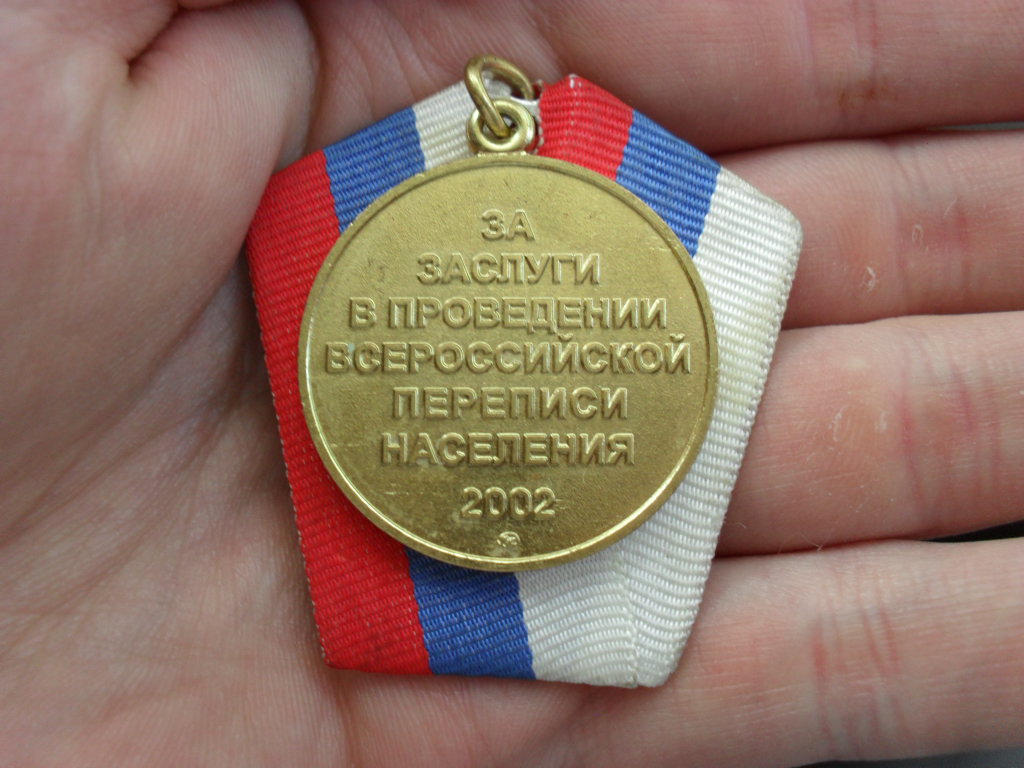 ЗА
ЗАСЛУГИ
В ПРОВЕДЕНИИ
ВСЕРОССИЙСКОЙ
ПЕРЕПИСИ
НАСЕЛЕНИЯ
2002